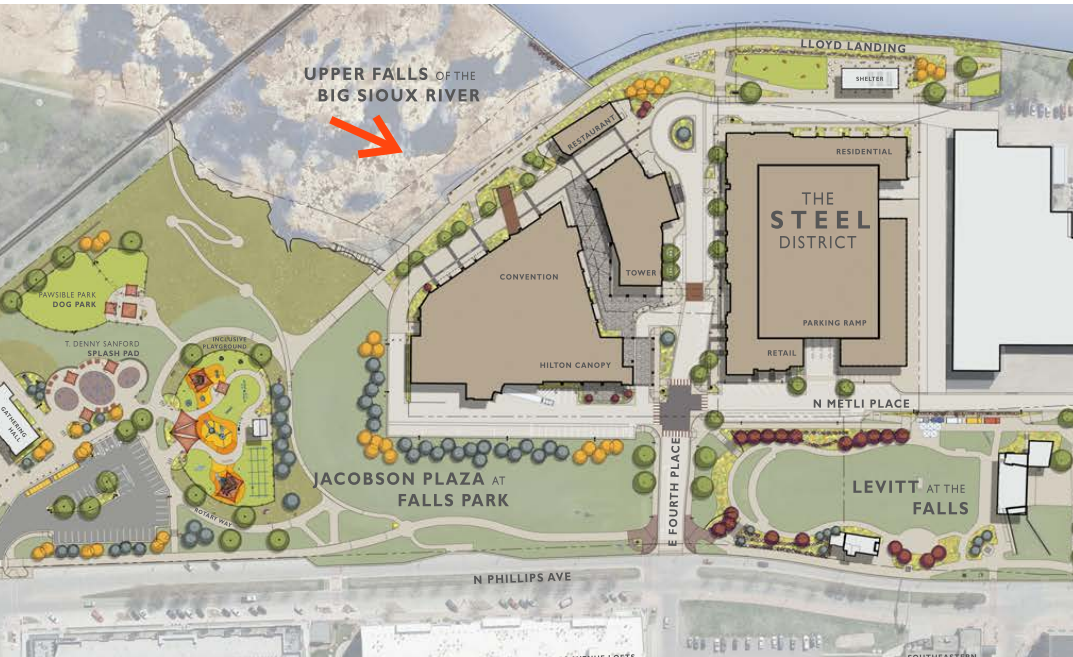 LLOYD LANDING
SHELTER
UPPER FALLS OF THE
BIG SIOUX RIVER
RESTAURANT
RESIDENTIAL
THE
STEEL
DISTRICT
CONVENTION
TOWER
PAWSIBLE PARK
DOG PARK
PARKING RAMP
T. DENNY SANFORD
SPLASH PAD
INCLUSIVE
PLAYGROUND
RETAIL
HILTON CANOPY
GATHERING
HALL
N METLI PLACE
JACOBSON PLAZA AT
FALLS PARK
E FOURTH PLACE
LEVITT AT THE
FALLS
ROTARY WAY
N PHILLIPS AVE